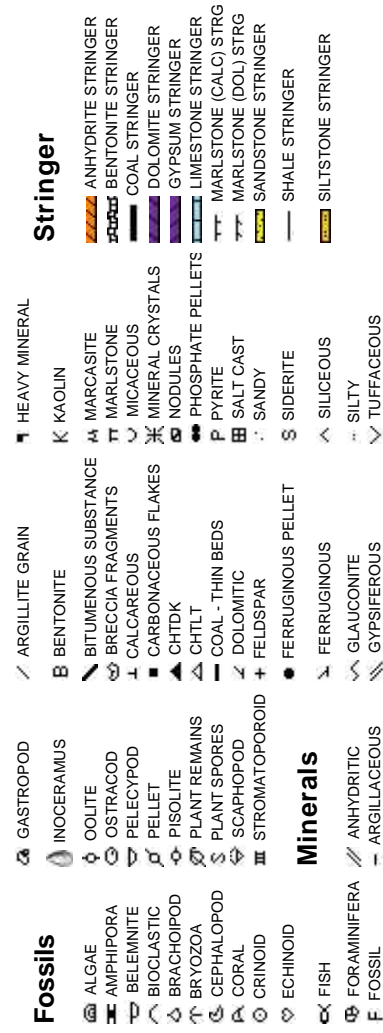 Fossils
ALGAE
AMPHIPORA
BELEMNITE
BIOCLASTIC
BRACHOIPOD
BRYOZOA
CEPHALOPOD
CORAL
CRINOID
ECHINOID
FISH
FORAMINIFERA
F FOSSIL
GASTROPOD
INOCERAMUS
OOLITE
OSTRACOD
PELECYPOD
PELLET
PISOLITE
PLANT REMAINS
PLANT SPORES
SCAPHOPOD
STROMATOPOROID
Minerals
ANHYDRITIC
ARGILLACEOUS
ARGILLITE GRAIN
B BENTONITE
BITUMENOUS SUBSTANCE
BRECCIA FRAGMENTS
CALCAREOUS
CARBONACEOUS FLAKES
CHTDK
CHTLT
COAL - THIN BEDS
DOLOMITIC
FELDSPAR
FERRUGINOUS PELLET
FERRUGINOUS
GLAUCONITE
GYPSIFEROUS
HEAVY MINERAL
K KAOLIN
MARCASITE
MARLSTONE
MICACEOUS
MINERAL CRYSTALS
NODULES
PHOSPHATE PELLETS
P PYRITE
SALT CAST
SANDY
S SIDERITE
SILICEOUS
SILTY
TUFFACEOUS
Stringer
ANHYDRITE STRINGER
BENTONITE STRINGER
COAL STRINGER
DOLOMITE STRINGER
GYPSUM STRINGER
LIMESTONE STRINGER
MARLSTONE (CALC) STRG
MARLSTONE (DOL) STRG
SANDSTONE STRINGER
SHALE STRINGER
SILTSTONE STRINGER